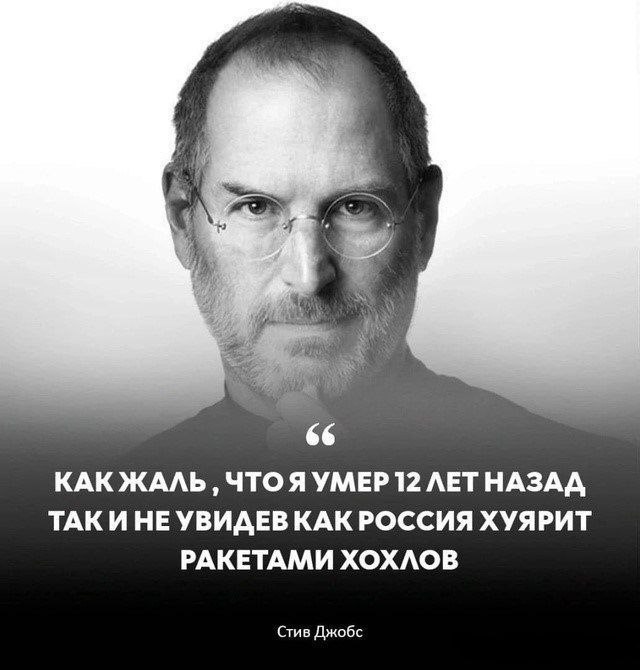 “
КАК ЖАЛЬ , ЧТО Я УМЕР 12 ЛЕТ НАЗАД
ТАК И НЕ УВИДЕВ КАК РОССИЯ ХУЯРИТ
РАКЕТАМИ ХОХЛОВ
Стив Джобс